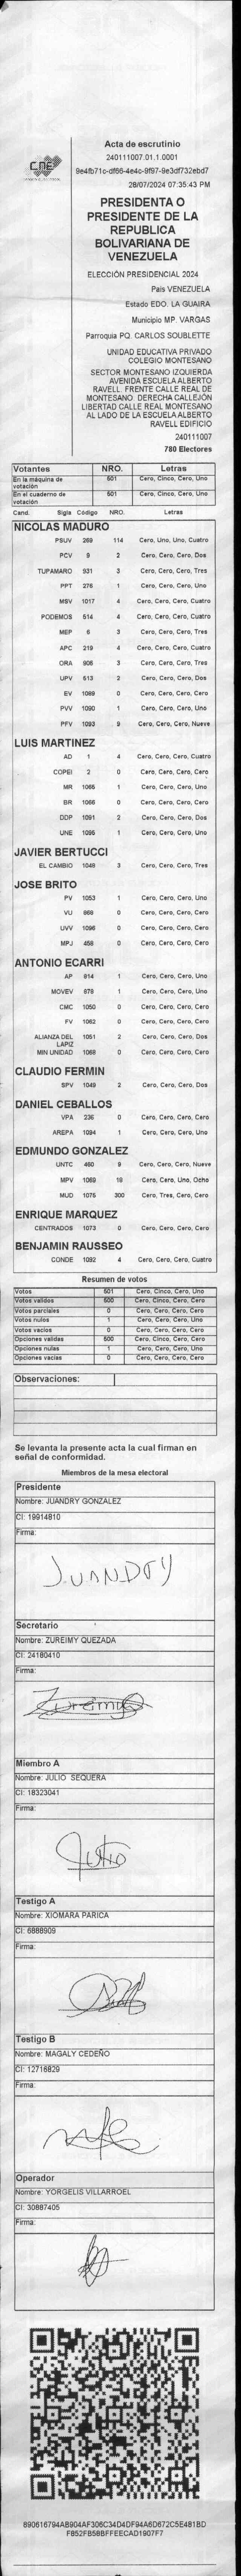 CNE
Acta de escrutinio
240111007.01.1.0001
9e4fb71c-df66-4e4c-9f97-9e3df732ebd7
28/07/2024 07:35:43 PM
PRESIDENTA O
PRESIDENTE DE LA
REPUBLICA
BOLIVARIANA DE
VENEZUELA
ELECCIÓN PRESIDENCIAL 2024
País VENEZUELA
Estado EDO. LA GUAIRA
Municipio MP. VARGAS
Parroquia PQ. CARLOS SOUBLETTE
UNIDAD EDUCATIVA PRIVADO
COLEGIO MONTESANO
SECTOR MONTESANO IZQUIERDA
AVENIDA ESCUELA ALBERTO
RAVELL. FRENTE CALLE REAL DE
MONTESANO. DERECHA CALLEJÓN
LIBERTAD CALLE REAL MONTESANO
AL LADO DE LA ESCUELA ALBERTO
RAVELL EDIFICIO
240111007
780 Electores
Votantes NRO. Letras
En la máquina de votación 501 Cero, Cinco, Cero, Uno
En el cuaderno de votación 501 Cero, Cinco, Cero, Uno
Cand. Sigla Código NRO. Letras
NICOLAS MADURO
PSUV 269 114 Cero, Uno, Uno, Cuatro
PCV 9 2 Cero, Cero, Cero, Dos
TUPAMARO 931 3 Cero, Cero, Cero, Tres
PPT 276 1 Cero, Cero, Cero, Uno
MSV 1017 4 Cero, Cero, Cero, Cuatro
PODEMOS 514 4 Cero, Cero, Cero, Cuatro
MEP 6 3 Cero, Cero, Cero, Tres
APC 219 4 Cero, Cero, Cero, Cuatro
ORA 906 3 Cero, Cero, Cero, Tres
UPV 513 2 Cero, Cero, Cero, Dos
EV 1089 0 Cero, Cero, Cero, Cero
PVV 1090 1 Cero, Cero, Cero, Uno
PFV 1093 9 Cero, Cero, Cero, Nueve
LUIS MARTINEZ
AD 1 4 Cero, Cero, Cero, Cuatro
COPEI 2 0 Cero, Cero, Cero, Cero
MR 1065 1 Cero, Cero, Cero, Uno
BR 1066 0 Cero, Cero, Cero, Cero
DDP 1091 2 Cero, Cero, Cero, Dos
UNE 1095 1 Cero, Cero, Cero, Uno
JAVIER BERTUCCI
EL CAMBIO 1048 3 Cero, Cero, Cero, Tres
JOSE BRITO
PV 1053 1 Cero, Cero, Cero, Uno
VU 868 0 Cero, Cero, Cero, Cero
UVV 1096 0 Cero, Cero, Cero, Cero
MPJ 458 0 Cero, Cero, Cero, Cero
ANTONIO ECARRI
AP 814 1 Cero, Cero, Cero, Uno
MOVEV 878 1 Cero, Cero, Cero, Uno
CMC 1050 0 Cero, Cero, Cero, Cero
FV 1062 0 Cero, Cero, Cero, Cero
ALIANZA DEL LAPIZ 1051 2 Cero, Cero, Cero, Dos
MIN UNIDAD 1068 0 Cero, Cero, Cero, Cero
CLAUDIO FERMIN
SPV 1049 2 Cero, Cero, Cero, Dos
DANIEL CEBALLOS
VPA 236 0 Cero, Cero, Cero, Cero
AREPA 1094 1 Cero, Cero, Cero, Uno
EDMUNDO GONZALEZ
UNTC 460 9 Cero, Cero, Cero, Nueve
MPV 1069 18 Cero, Cero, Uno, Ocho
MUD 1075 300 Cero, Tres, Cero, Cero
ENRIQUE MARQUEZ
CENTRADOS 1073 0 Cero, Cero, Cero, Cero
BENJAMIN RAUSSEO
CONDE 1092 4 Cero, Cero, Cero, Cuatro
Resumen de votos
Votos 501 Cero, Cinco, Cero, Uno
Votos validos 500 Cero, Cinco, Cero, Cero
Votos parciales 0 Cero, Cero, Cero, Cero
Votos nulos 1 Cero, Cero, Cero, Uno
Votos vacios 0 Cero, Cero, Cero, Cero
Opciones validas 500 Cero, Cinco, Cero, Cero
Opciones nulas 1 Cero, Cero, Cero, Uno
Opciones vacias 0 Cero, Cero, Cero, Cero
Observaciones:
Se levanta la presente acta la cual firman en
señal de conformidad.
Miembros de la mesa electoral
Presidente
Nombre: JUANDRY GONZALEZ
CI: 19914810
Firma:
JUANDRY
Secretario
Nombre: ZUREIMY QUEZADA
CI: 24180410
Firma:
Zureimy
Miembro A
Nombre: JULIO SEQUERA
CI: 18323041
Firma:
Julio
Testigo A
Nombre: XIOMARA PARICA
CI: 6888909
Firma:
Testigo B
Nombre: MAGALY CEDEÑO
CI: 12716829
Firma:
Operador
Nombre: YORGELIS VILLARROEL
CI: 30887405
Firma:
890616794AB904AF306C34D4DF94A6D672C5E481BD
F852FB58BFFEECAD1907F7